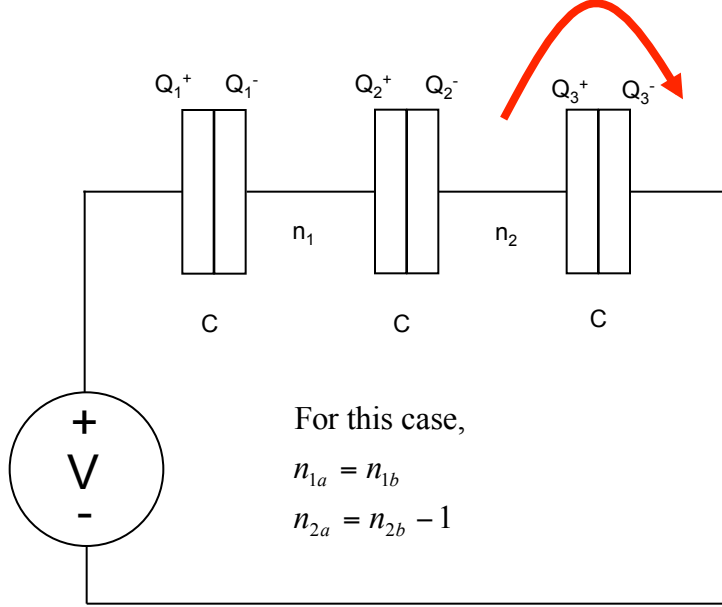 Q₁⁺ Q₁⁻ Q₂⁺ Q₂⁻ Q₃⁺ Q₃⁻
n₁ n₂
C C C
+
V
-
For this case,
n₁ₐ = n₁b
n₂ₐ = n₂b − 1